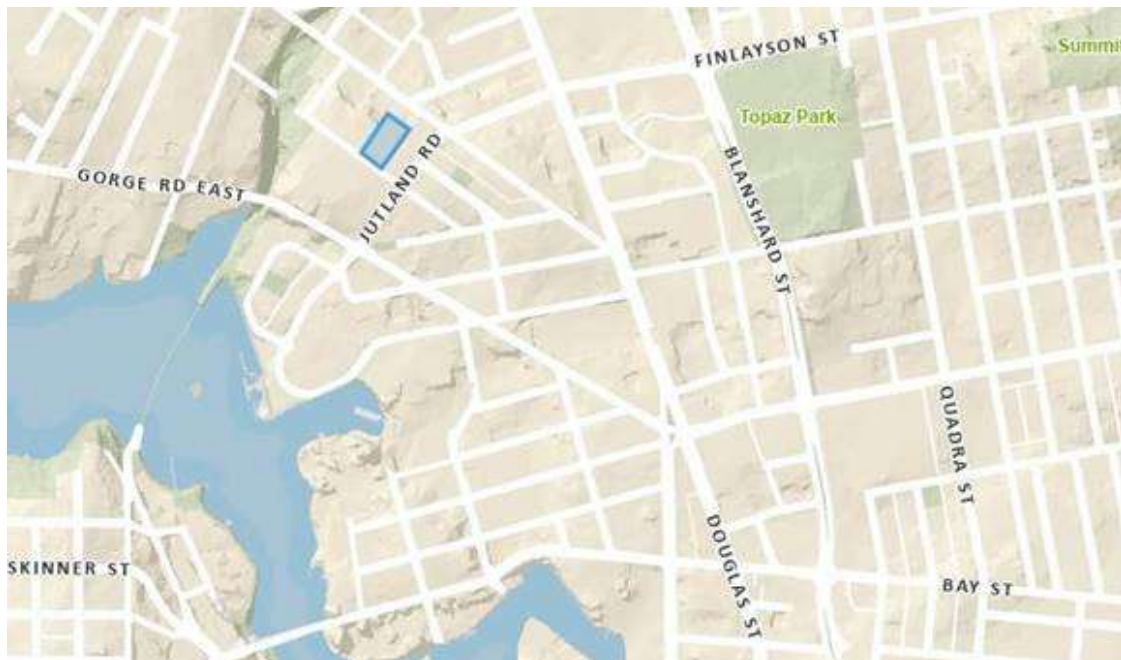 FINLAYSON ST
Summit
Topaz Park
JUTLAND RD
GORGE RD EAST
BLANSHARD ST
QUADRA ST
DOUGLAS ST
SKINNER ST
BAY ST